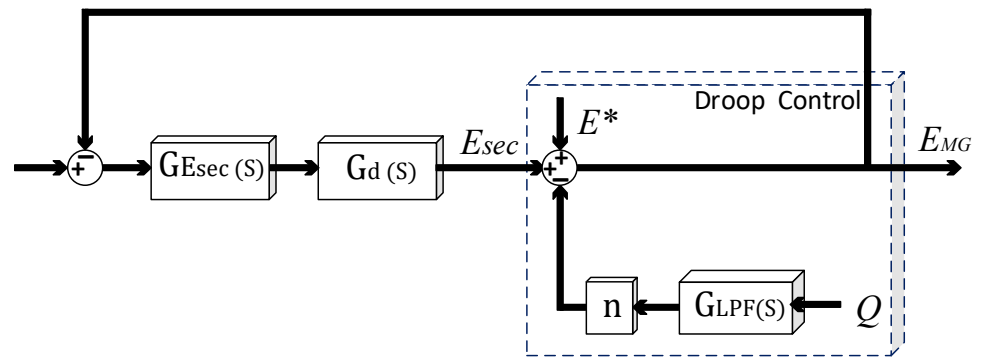 Droop Control
E*
−
+
GEsec (S)
Gd (S)
Esec
+
+
−
EMG
n
GLPF(S)
Q